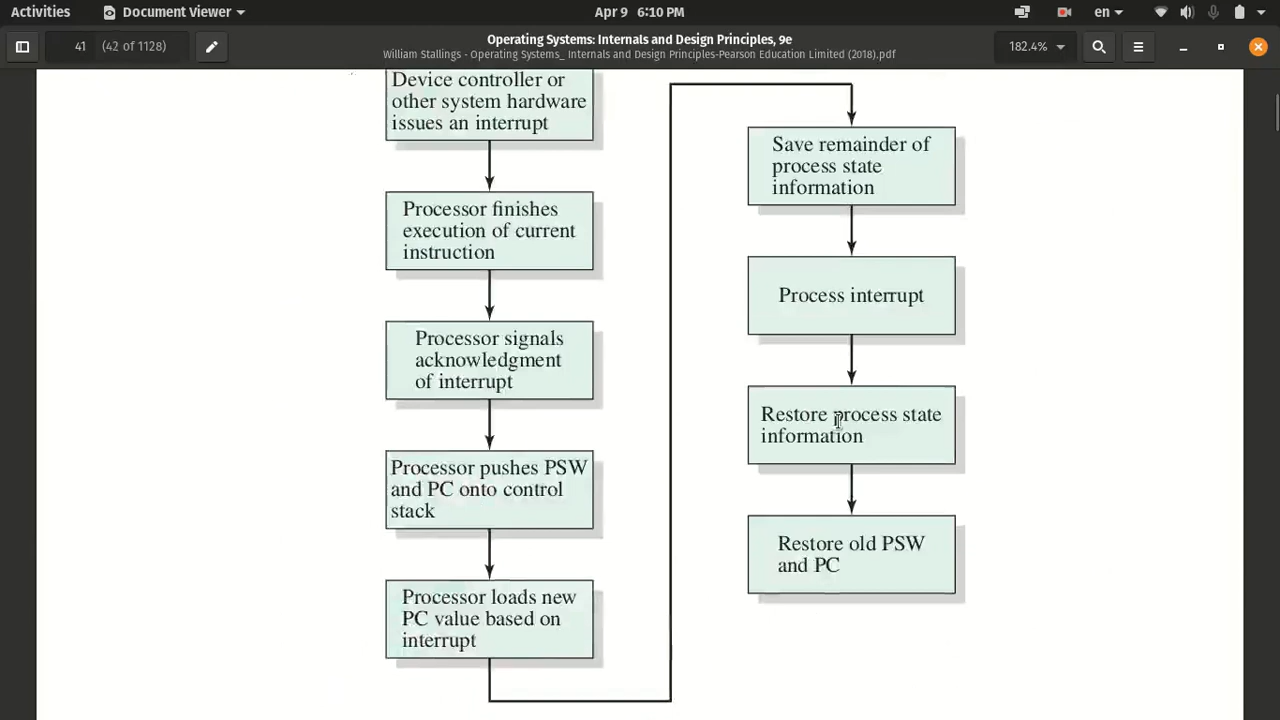 Activities
Document Viewer
Apr 9 6:10 PM
en
41
(42 of 1128)
Operating Systems: Internals and Design Principles, 9e
William Stallings - Operating Systems_ Internals and Design Principles-Pearson Education Limited (2018).pdf
182.4%
Device controller or
other system hardware
issues an interrupt
Processor finishes
execution of current
instruction
Processor signals
acknowledgment
of interrupt
Processor pushes PSW
and PC onto control
stack
Processor loads new
PC value based on
interrupt
Save remainder of
process state
information
Process interrupt
Restore process state
information
Restore old PSW
and PC